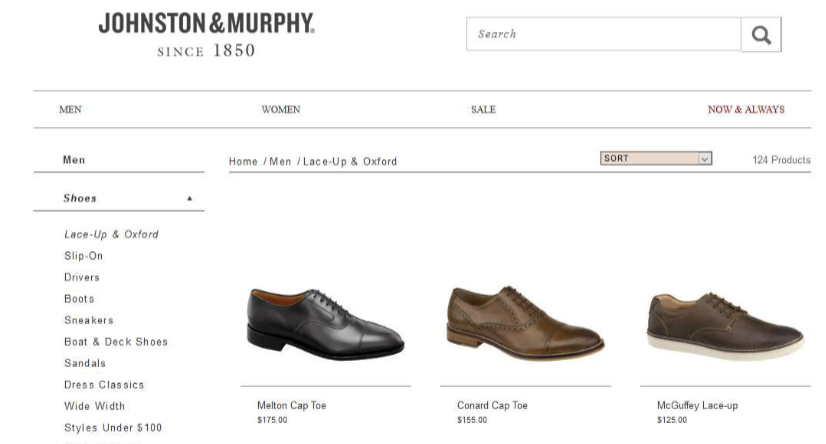 JOHNSTON & MURPHY®
SINCE 1850
Search
MEN WOMEN SALE NOW & ALWAYS
Men
Home / Men / Lace-Up & Oxford SORT 124 Products
Shoes
Lace-Up & Oxford
Slip-On
Drivers
Boots
Sneakers
Boat & Deck Shoes
Sandals
Dress Classics
Wide Width
Styles Under $100
Melton Cap Toe
$175.00
Conard Cap Toe
$155.00
McGuffey Lace-up
$125.00